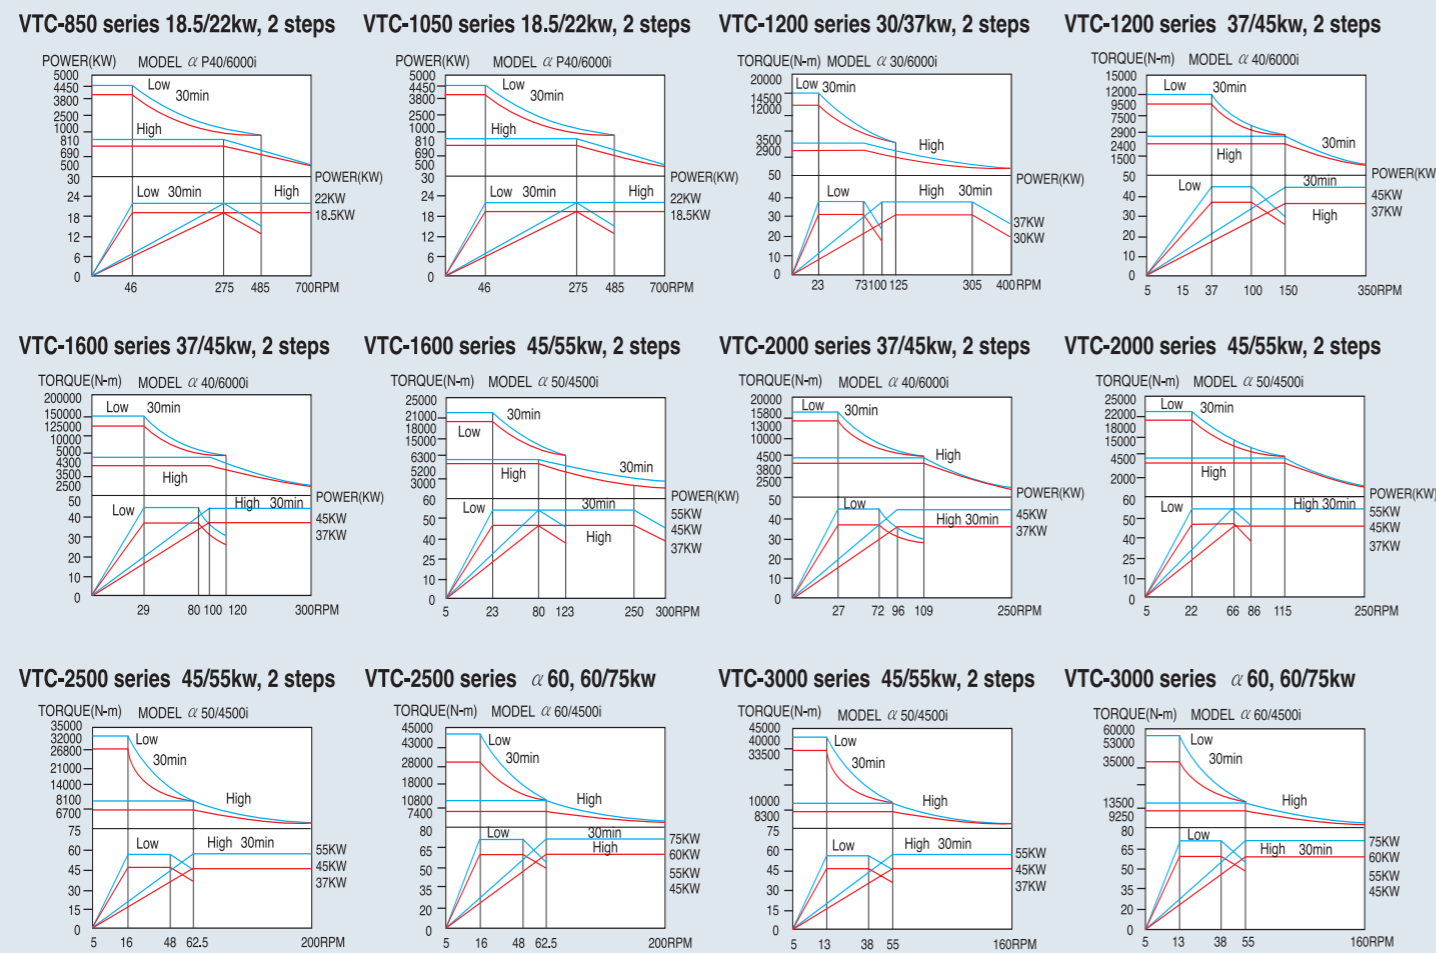 VTC-850 series 18.5/22kw, 2 steps
POWER(KW) MODEL α P40/6000i
5000
4450
3800
2500
1000
810
690
500
30
24
18
12
6
0
Low
30min
High
Low 30min High
POWER(KW)
22KW
18.5KW
46 275 485 700RPM
VTC-1050 series 18.5/22kw, 2 steps
POWER(KW) MODEL α P40/6000i
5000
4450
3800
2500
1000
810
690
500
30
24
18
12
6
0
Low
30min
High
Low 30min High
POWER(KW)
22KW
18.5KW
46 275 485 700RPM
VTC-1200 series 30/37kw, 2 steps
TORQUE(N-m) MODEL α 30/6000i
20000
14500
12000
3500
2900
50
40
30
20
10
0
Low 30min
High
Low High 30min
POWER(KW)
37KW
30KW
23 73 100 125 305 400RPM
VTC-1200 series 37/45kw, 2 steps
TORQUE(N-m) MODEL α 40/6000i
15000
12000
9500
7500
2900
2400
1500
50
40
30
20
10
0
Low 30min
30min
High
Low 30min
High
POWER(KW)
45KW
37KW
5 15 37 100 150 350RPM
VTC-1600 series 37/45kw, 2 steps
TORQUE(N-m) MODEL α 40/6000i
200000
150000
125000
10000
5000
4300
3500
2500
50
40
30
20
10
0
Low 30min
High
Low High 30min
POWER(KW)
45KW
37KW
29 80 100 120 300RPM
VTC-1600 series 45/55kw, 2 steps
TORQUE(N-m) MODEL α 50/4500i
25000
21000
18000
15000
6300
5200
3000
60
50
40
25
10
0
30min
Low
High 30min
30min
High
POWER(KW)
55KW
45KW
37KW
5 23 80 123 250 300RPM
VTC-2000 series 37/45kw, 2 steps
TORQUE(N-m) MODEL α 40/6000i
20000
15800
13000
10000
4500
3800
2500
50
40
30
20
10
0
Low 30min
High
Low
High 30min
POWER(KW)
45KW
37KW
27 72 96 109 250RPM
VTC-2000 series 45/55kw, 2 steps
TORQUE(N-m) MODEL α 50/4500i
25000
22000
18000
15000
4500
2000
60
50
40
25
10
0
Low 30min
High
Low High 30min
POWER(KW)
55KW
45KW
37KW
5 22 66 86 115 250RPM
VTC-2500 series 45/55kw, 2 steps
TORQUE(N-m) MODEL α 50/4500i
35000
32000
26800
21000
14000
8100
6700
75
60
45
30
15
0
Low
30min
High
Low High 30min
55KW
45KW
37KW
5 16 48 62.5 200RPM
VTC-2500 series α 60, 60/75kw
TORQUE(N-m) MODEL α 60/4500i
45000
43000
28000
18000
10800
7400
80
65
50
35
20
0
Low
30min
High
Low 30min
High
75KW
60KW
55KW
45KW
5 16 48 62.5 200RPM
VTC-3000 series 45/55kw, 2 steps
TORQUE(N-m) MODEL α 50/4500i
45000
40000
33500
10000
8300
75
60
45
30
15
0
Low
30min
High
Low High 30min
55KW
45KW
37KW
5 13 38 55 160RPM
VTC-3000 series α 60, 60/75kw
TORQUE(N-m) MODEL α 60/4500i
60000
53000
35000
13500
9250
80
65
50
35
20
0
Low
30min
High
Low
High 30min
75KW
60KW
55KW
45KW
5 13 38 55 160RPM